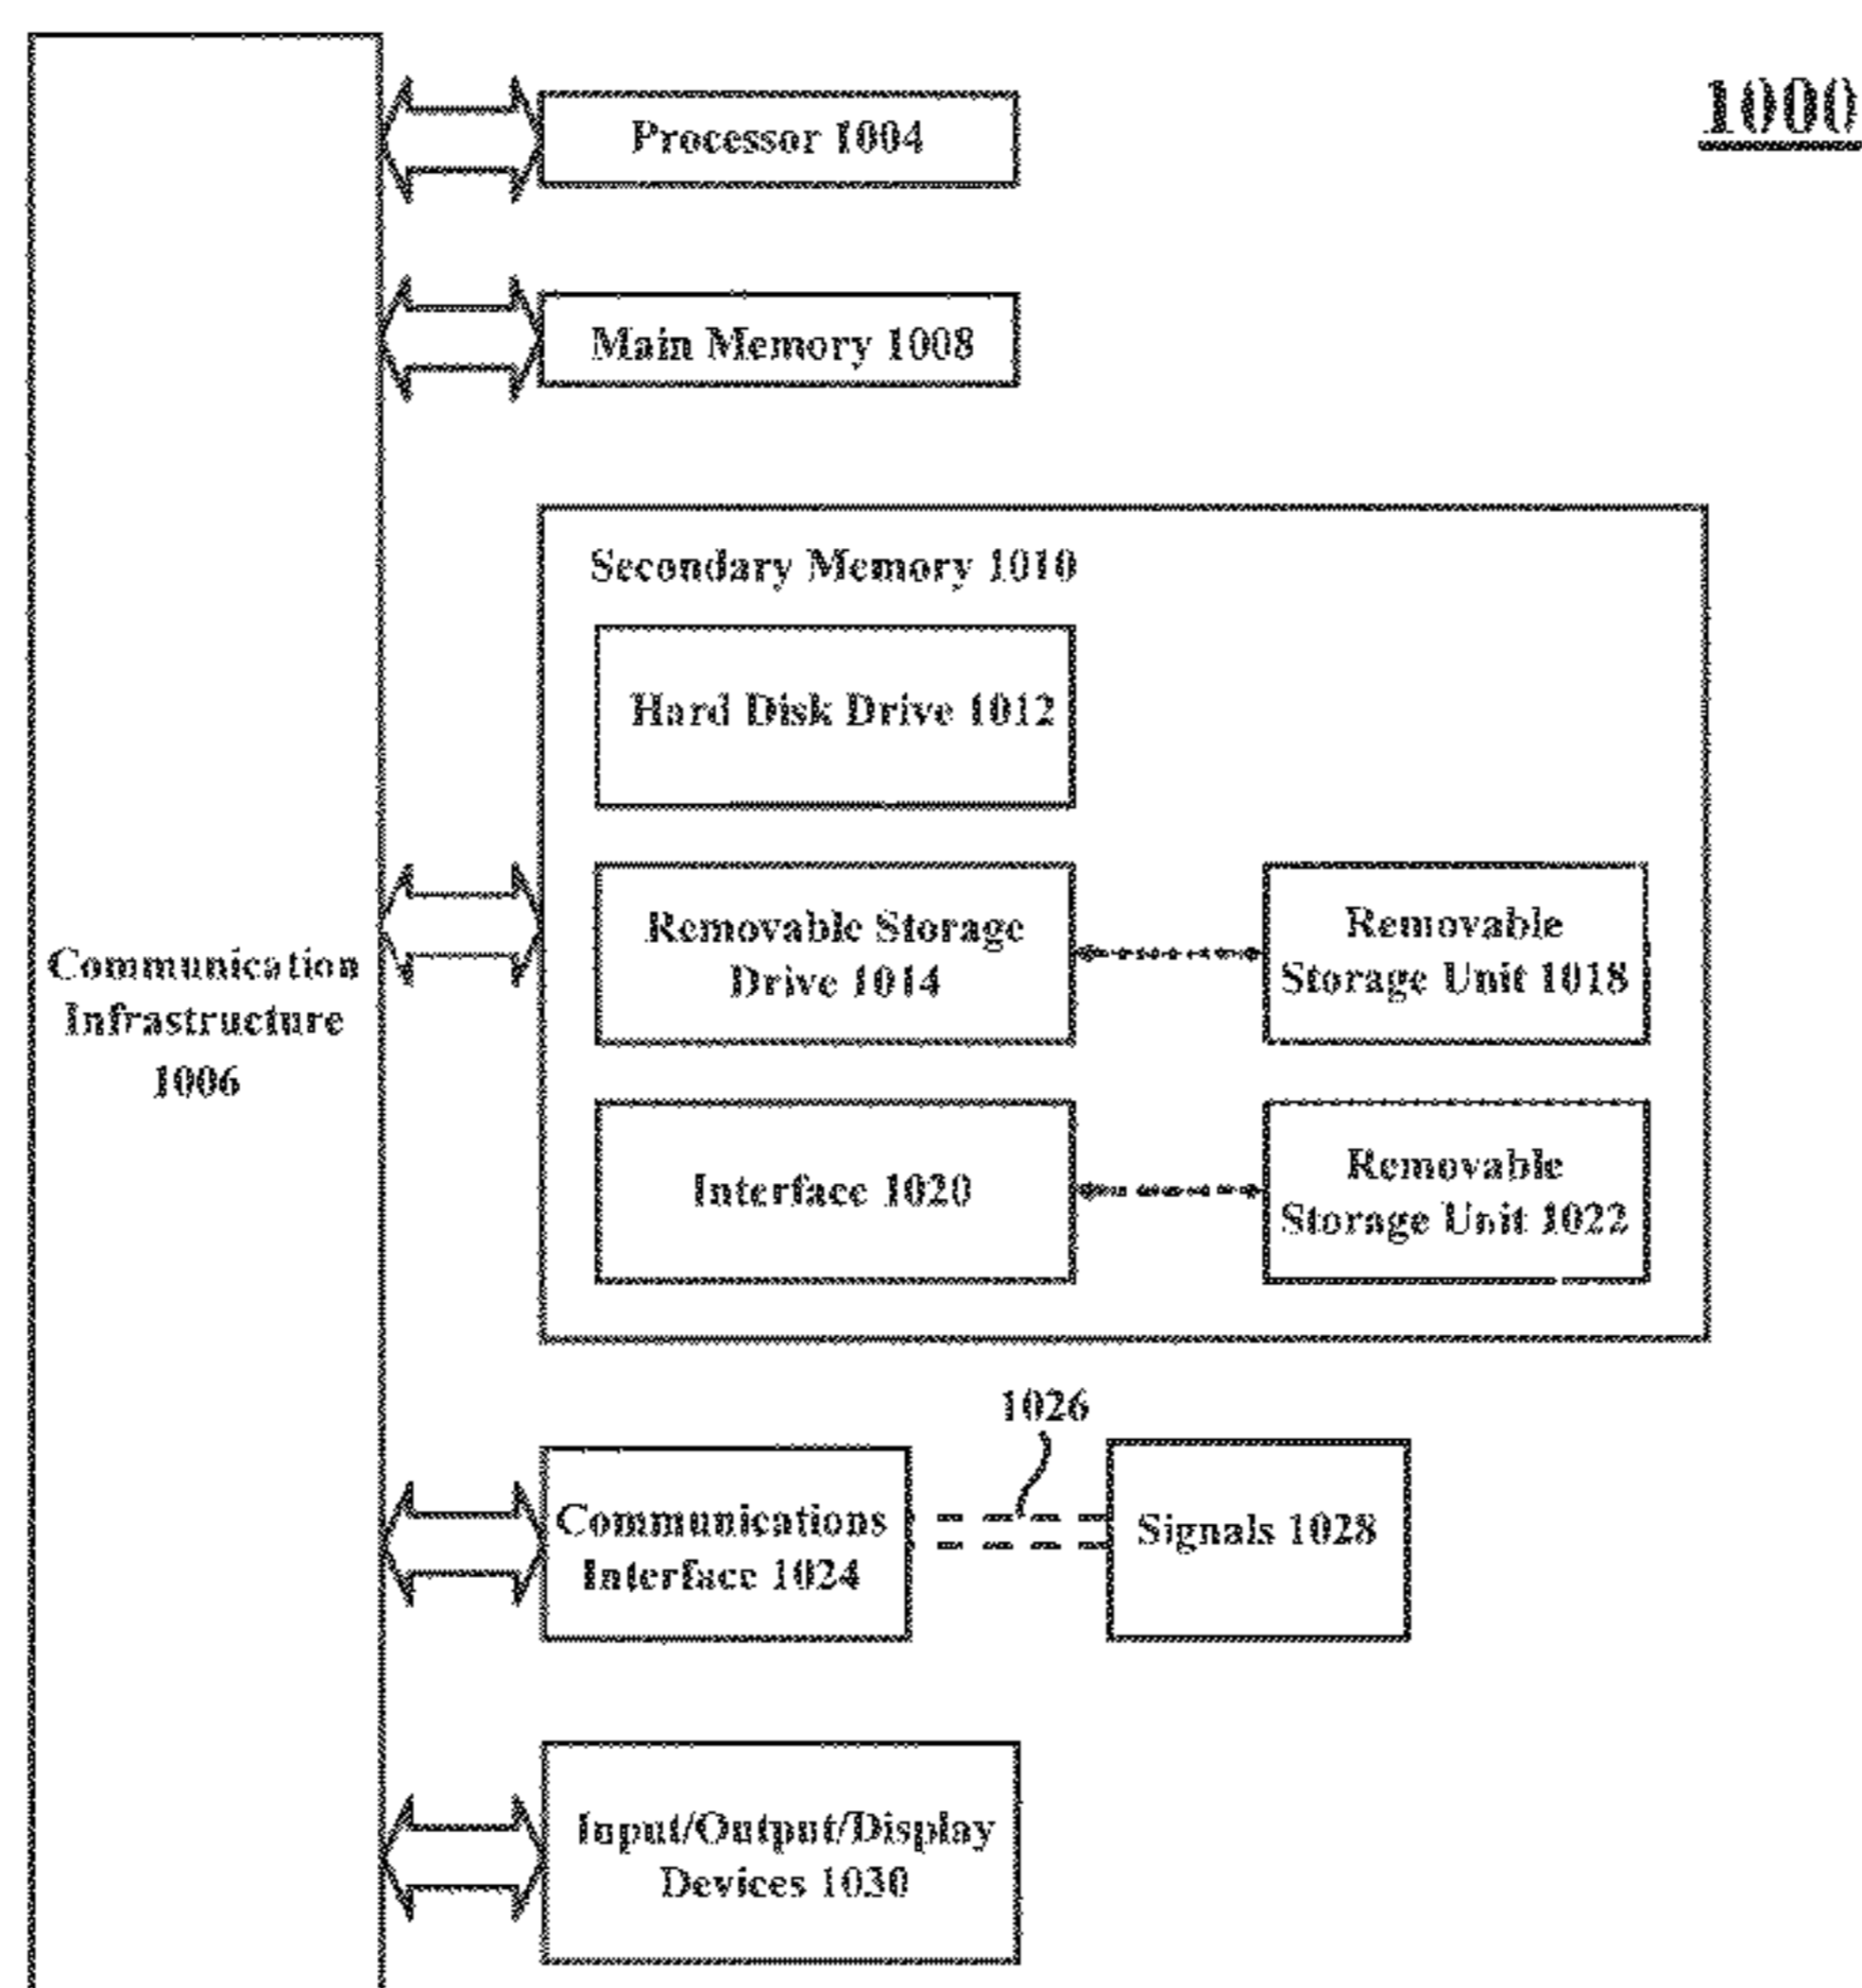 1000
Processor 1004
Main Memory 1008
Secondary Memory 1010
Hard Disk Drive 1012
Removable Storage
Drive 1014
Removable
Storage Unit 1018
Communication
Infrastructure
1006
Interface 1020
Removable
Storage Unit 1022
1026
Communications
Interface 1024
Signals 1028
Input/Output/Display
Devices 1030